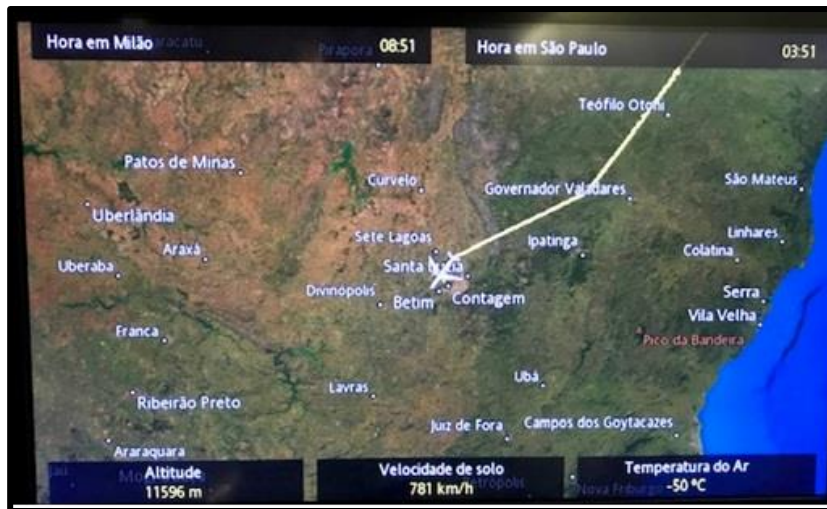 Hora em Milão
08:51
Hora em São Paulo
03:51
Pirapora
Teófilo Otoni
Patos de Minas
Curvelo
Governador Valadares
São Mateus
Uberlândia
Sete Lagoas
Ipatinga
Linhares
Araxá
Colatina
Uberaba
Santa Luzia
Divinópolis
Betim
Contagem
Serra
Vila Velha
Franca
Pico da Bandeira
Ubá
Lavras
Ribeirão Preto
Juiz de Fora
Campos dos Goytacazes
Araraquara
Altitude
11596 m
Velocidade de solo
781 km/h
Temperatura do Ar
-50 ºC
Nova Friburgo